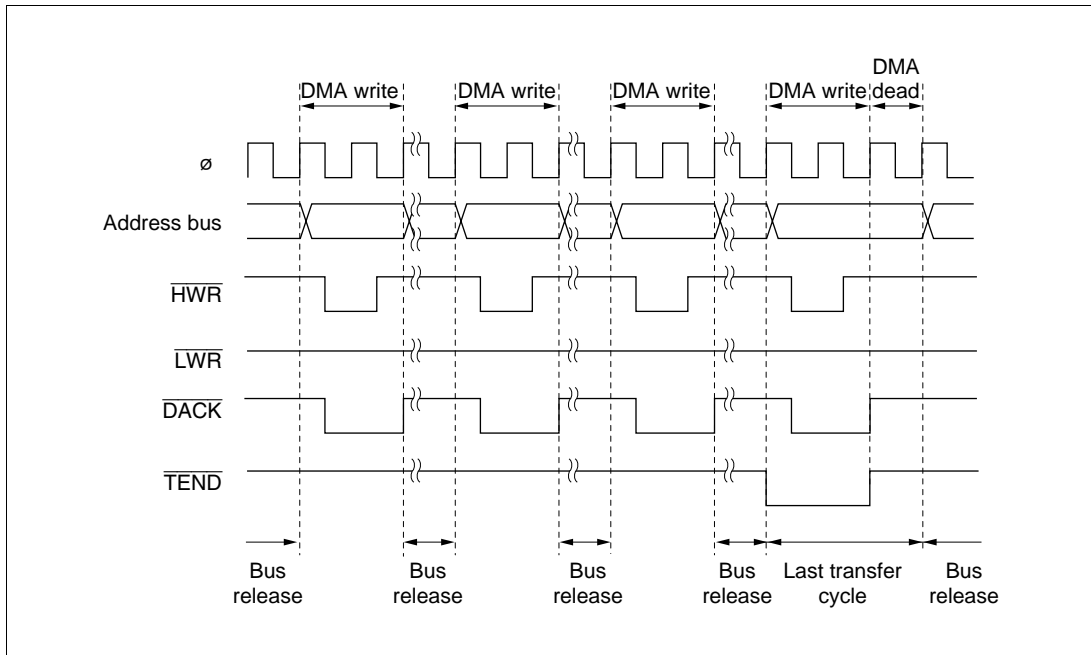 DMA
DMA write DMA write DMA write DMA write dead
ø
Address bus
HWR
LWR
DACK
TEND
Bus release
Bus release
Bus release
Bus release
Last transfer cycle
Bus release